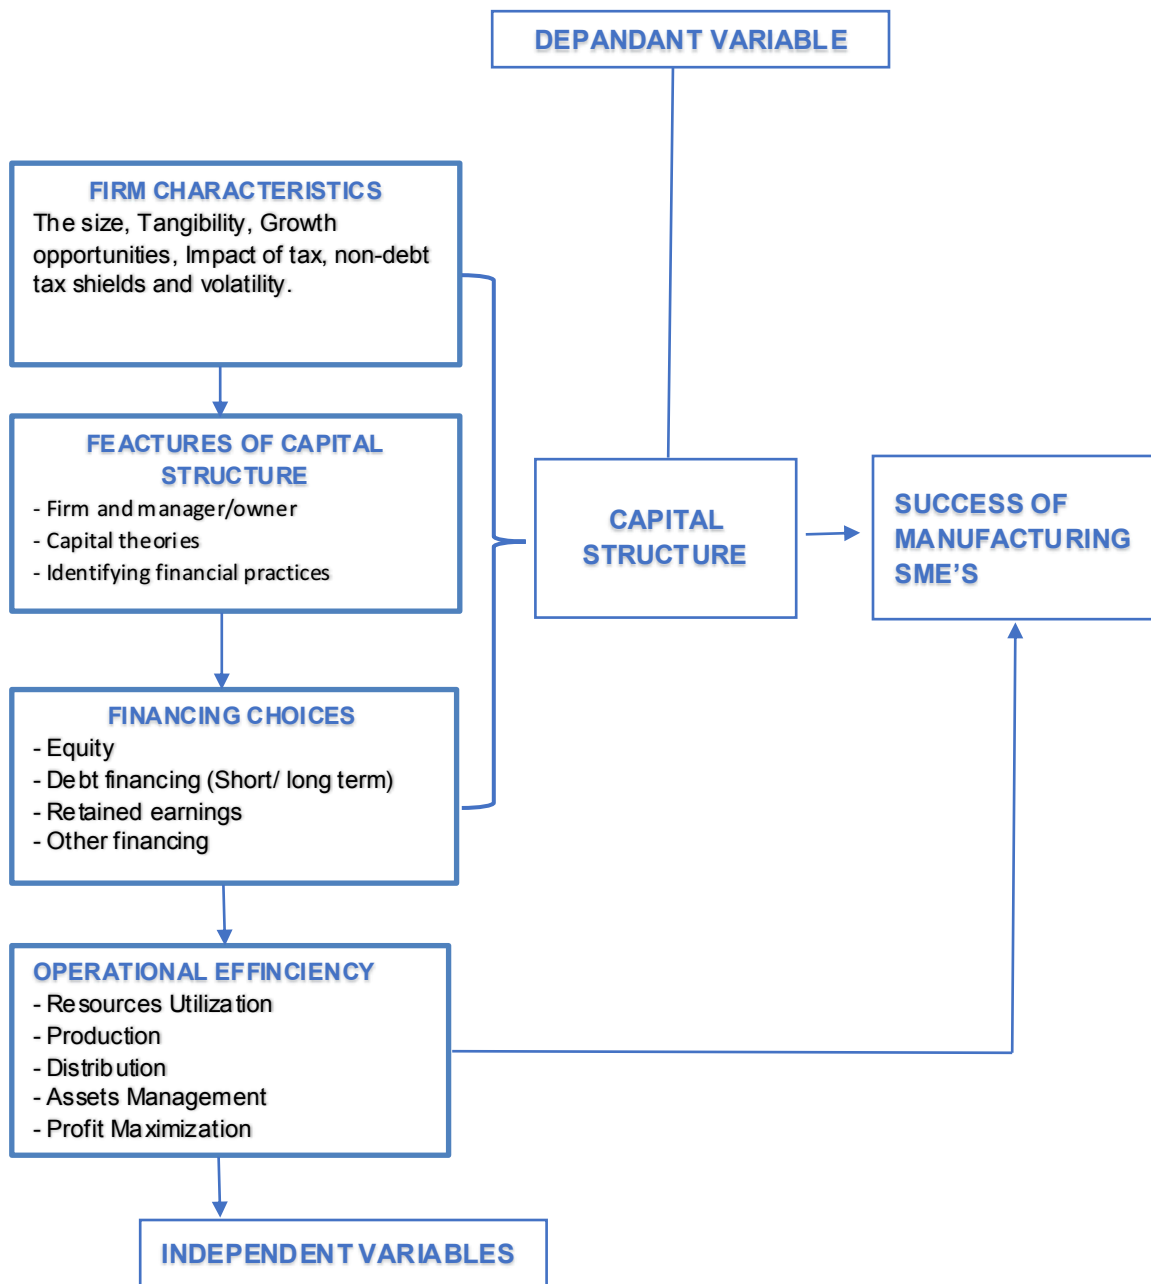 DEPANDANT VARIABLE
FIRM CHARACTERISTICS
The size, Tangibility, Growth
opportunities, Impact of tax, non-debt
tax shields and volatility.
FEACTURES OF CAPITAL
STRUCTURE
- Firm and manager/owner
- Capital theories
- Identifying financial practices
CAPITAL
STRUCTURE
SUCCESS OF
MANUFACTURING
SME’S
FINANCING CHOICES
- Equity
- Debt financing (Short/ long term)
- Retained earnings
- Other financing
OPERATIONAL EFFINCIENCY
- Resources Utilization
- Production
- Distribution
- Assets Management
- Profit Maximization
INDEPENDENT VARIABLES